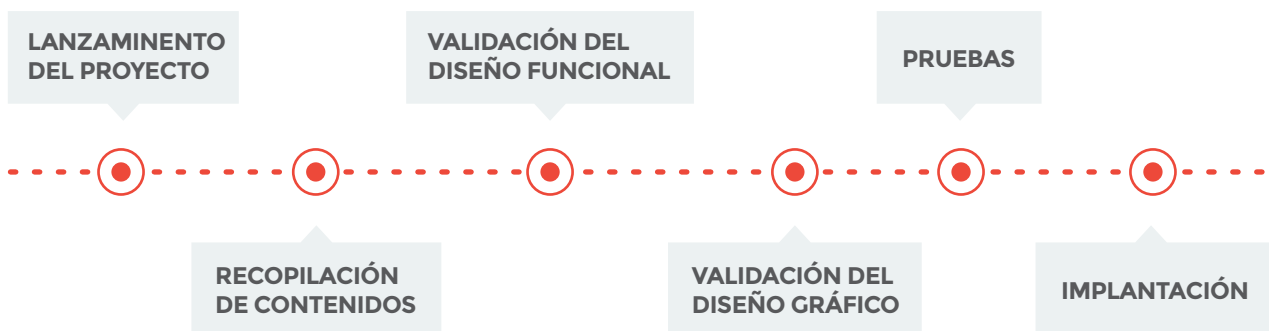 LANZAMINENTO
DEL PROYECTO
RECOPILACIÓN
DE CONTENIDOS
VALIDACIÓN DEL
DISEÑO FUNCIONAL
VALIDACIÓN DEL
DISEÑO GRÁFICO
PRUEBAS
IMPLANTACIÓN